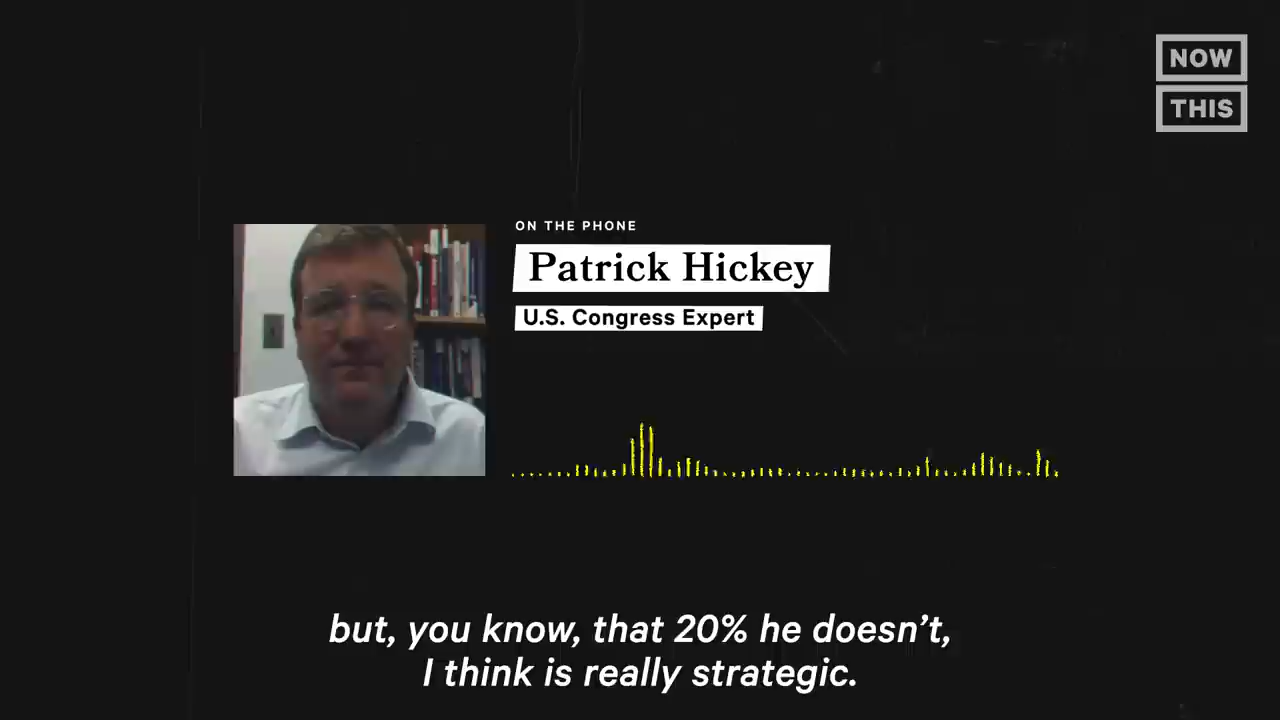 NOW
THIS
ON THE PHONE
Patrick Hickey
U.S. Congress Expert
but, you know, that 20% he doesn’t,
I think is really strategic.